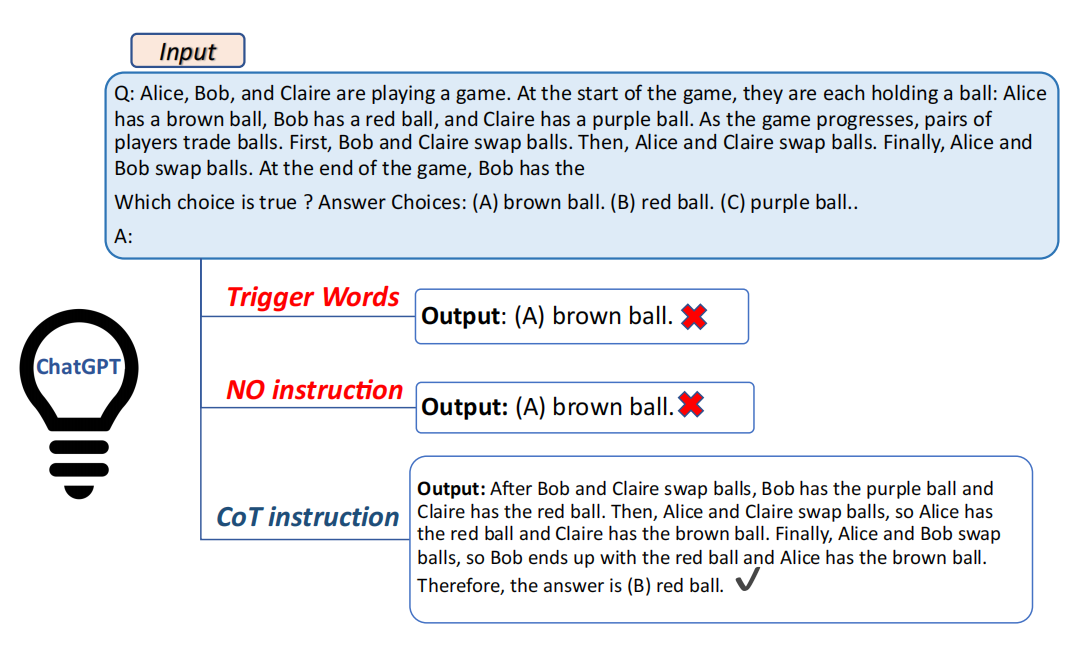 Input
Q: Alice, Bob, and Claire are playing a game. At the start of the game, they are each holding a ball: Alice
has a brown ball, Bob has a red ball, and Claire has a purple ball. As the game progresses, pairs of
players trade balls. First, Bob and Claire swap balls. Then, Alice and Claire swap balls. Finally, Alice and
Bob swap balls. At the end of the game, Bob has the
Which choice is true ? Answer Choices: (A) brown ball. (B) red ball. (C) purple ball..
A:
Trigger Words
Output: (A) brown ball.
ChatGPT
NO instruction
Output: (A) brown ball.
CoT instruction
Output: After Bob and Claire swap balls, Bob has the purple ball and
Claire has the red ball. Then, Alice and Claire swap balls, so Alice has
the red ball and Claire has the brown ball. Finally, Alice and Bob swap
balls, so Bob ends up with the red ball and Alice has the brown ball.
Therefore, the answer is (B) red ball.